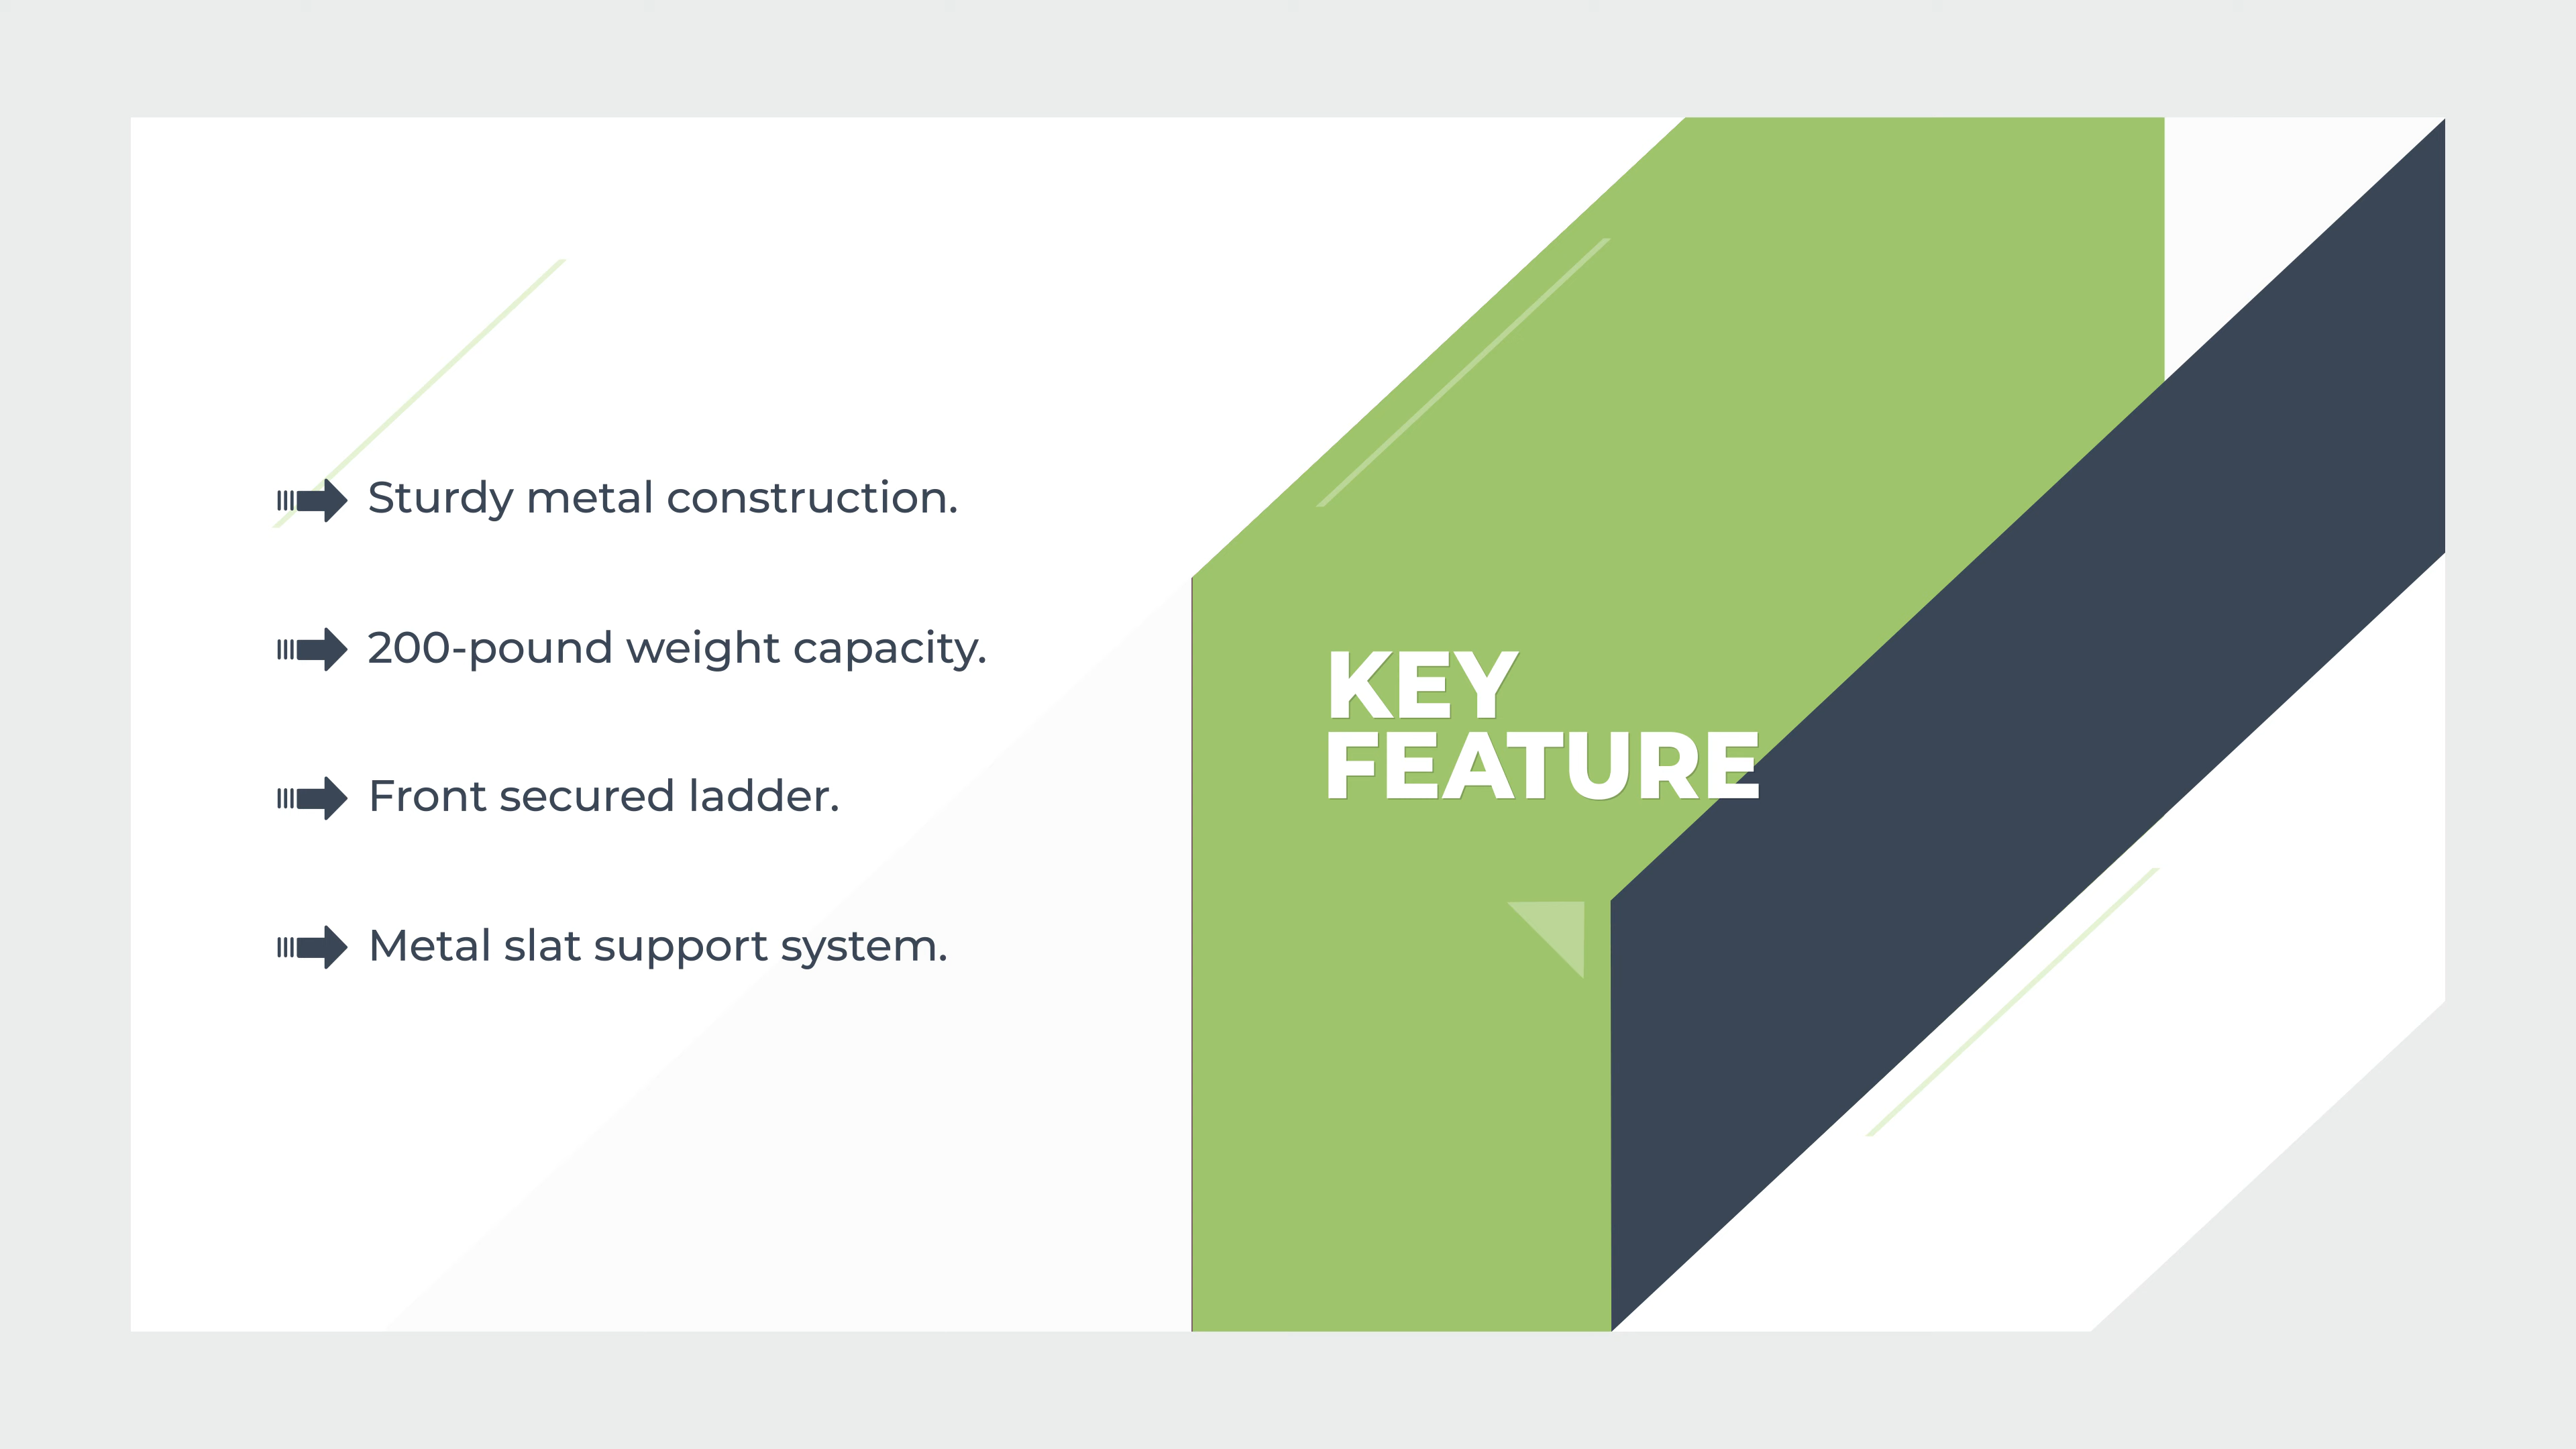 Sturdy metal construction.
200-pound weight capacity.
Front secured ladder.
Metal slat support system.
KEY
FEATURE